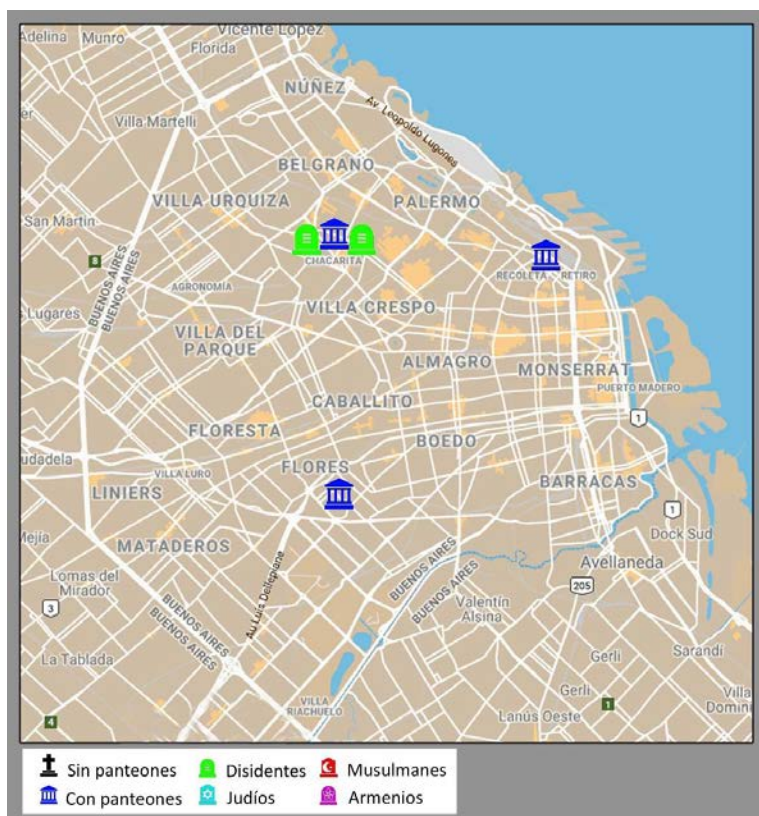 Vicente López
Adelina
Munro
Florida
NÚÑEZ
Av. Leopoldo Lugones
Villa Martelli
BELGRANO
VILLA URQUIZA
PALERMO
San Martín
8
CHACARITA
RECOLETA
RETIRO
BUENOS AIRES
BUENOS AIRES
AGRONOMÍA
VILLA CRESPO
Lugares
VILLA DEL
PARQUE
ALMAGRO
MONSERRAT
PUERTO MADERO
CABALLITO
1
FLORESTA
BOEDO
udadela
VILLA LURO
FLORES
LINIERS
BARRACAS
1
Mejía
MATADEROS
Dock Sud
Avellaneda
BUENOS AIRES
BUENOS AIRES
Lomas del
Mirador
205
3
Au Luis Dellepiane
Valentín
Alsina
BUENOS AIRES
BUENOS AIRES
La Tablada
Gerli
Sarandí
Gerli
Villa
Domini
VILLA
RIACHUELO
1
4
Lanús Oeste
Sin panteones
Disidentes
Musulmanes
Con panteones
Judíos
Armenios